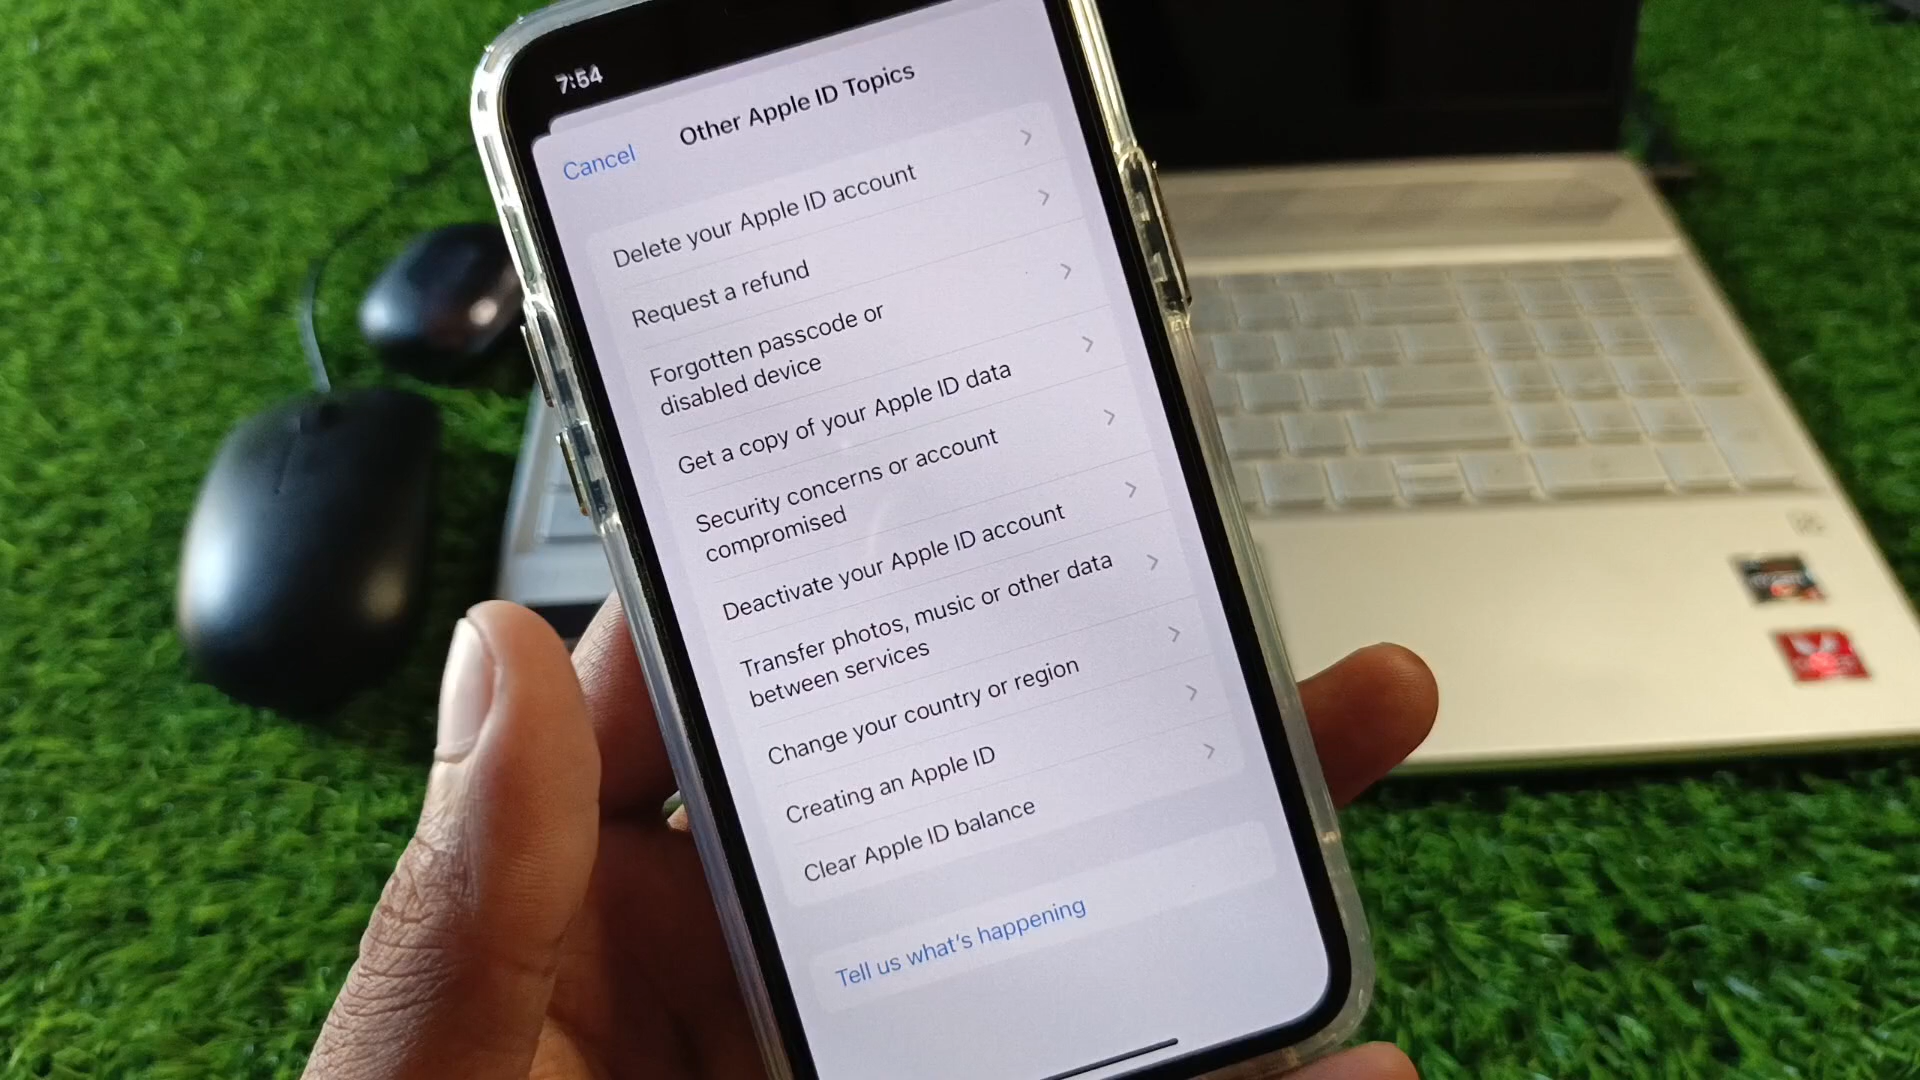 7:54
Other Apple ID Topics
Cancel
Delete your Apple ID account
Request a refund
Forgotten passcode or
disabled device
Get a copy of your Apple ID data
Security concerns or account
compromised
Deactivate your Apple ID account
Transfer photos, music or other data
between services
Change your country or region
Creating an Apple ID
Clear Apple ID balance
Tell us what's happening